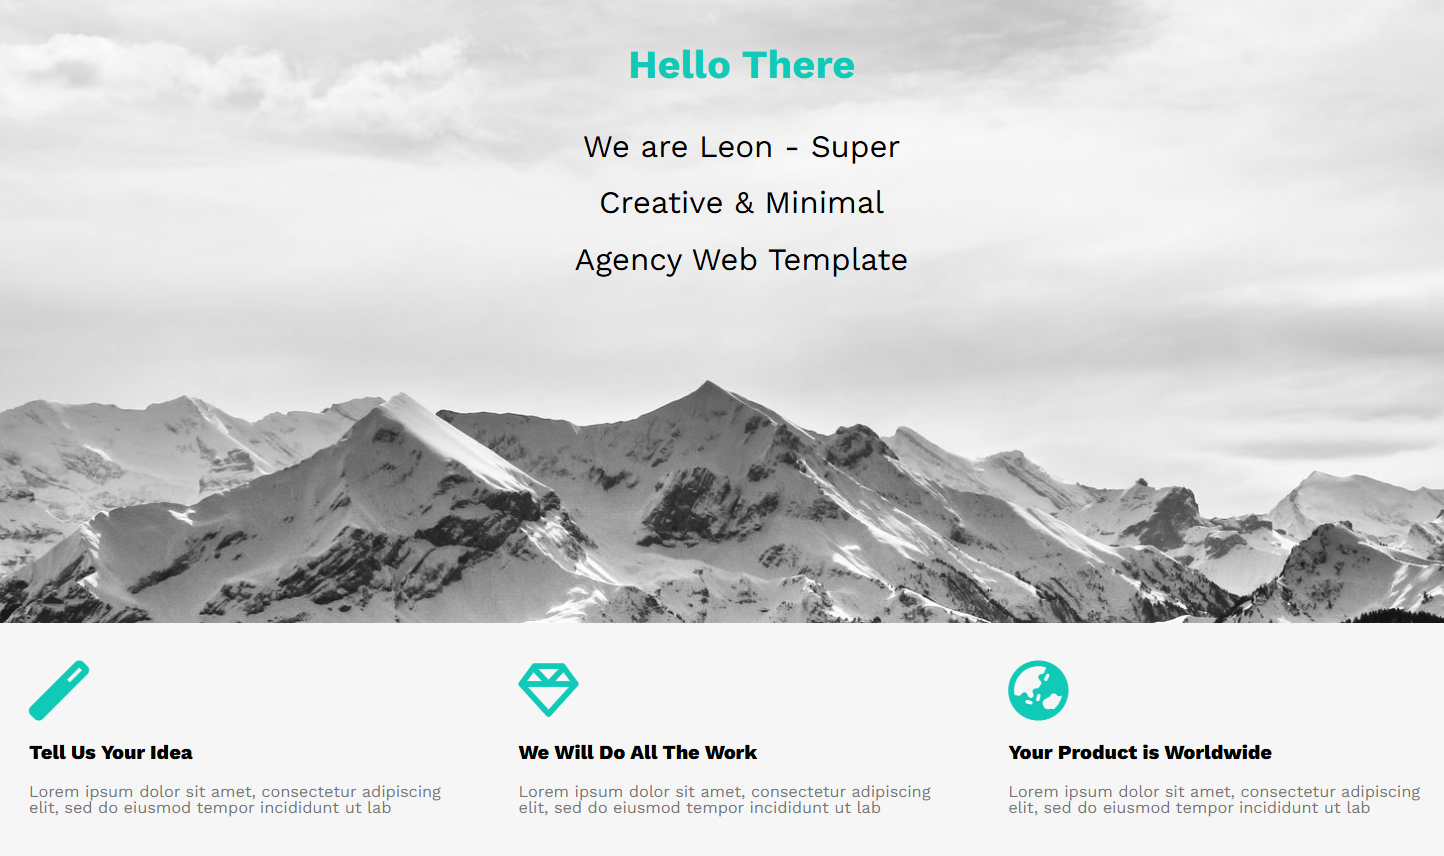 Hello There
We are Leon - Super
Creative & Minimal
Agency Web Template
Tell Us Your Idea
Lorem ipsum dolor sit amet, consectetur adipiscing
elit, sed do eiusmod tempor incididunt ut lab
We Will Do All The Work
Lorem ipsum dolor sit amet, consectetur adipiscing
elit, sed do eiusmod tempor incididunt ut lab
Your Product is Worldwide
Lorem ipsum dolor sit amet, consectetur adipiscing
elit, sed do eiusmod tempor incididunt ut lab